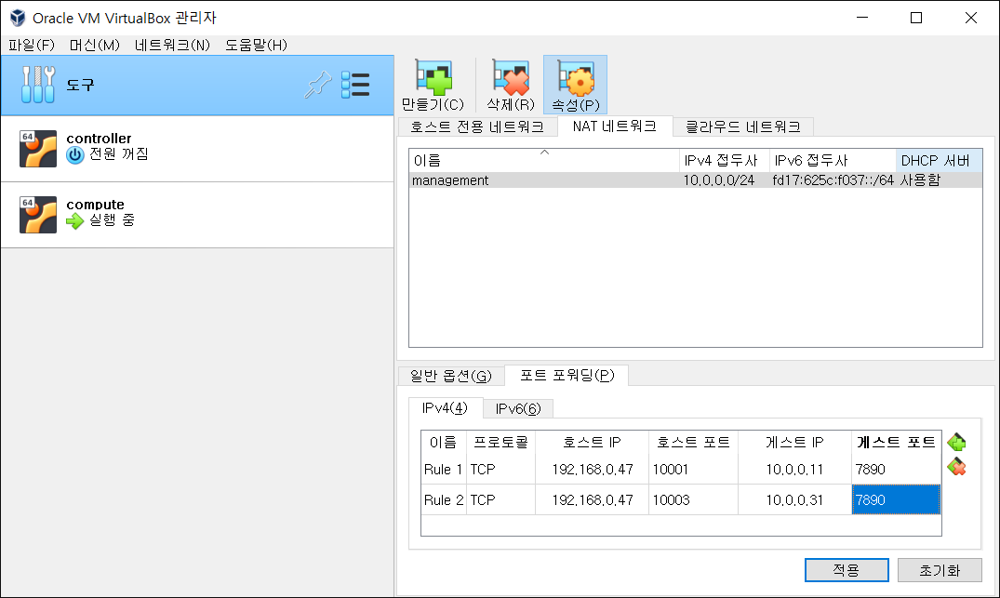 Oracle VM VirtualBox 관리자
파일(F) 머신(M) 네트워크(N) 도움말(H)
도구
만들기(C) 삭제(R) 속성(P)
64
controller
전원 꺼짐
64
compute
실행 중
호스트 전용 네트워크 NAT 네트워크 클라우드 네트워크
이름 IPv4 접두사 IPv6 접두사 DHCP 서버
management 10,0,0,0/24 fd17:625c:f037::/64 사용함
일반 옵션(G) 포트 포워딩(P)
IPv4(4) IPv6(6)
이름 프로토콜 호스트 IP 호스트 포트 게스트 IP 게스트 포트
Rule 1 TCP 192,168,0,47 10001 10,0,0,11 7890
Rule 2 TCP 192,168,0,47 10003 10,0,0,31 7890
적용 초기화